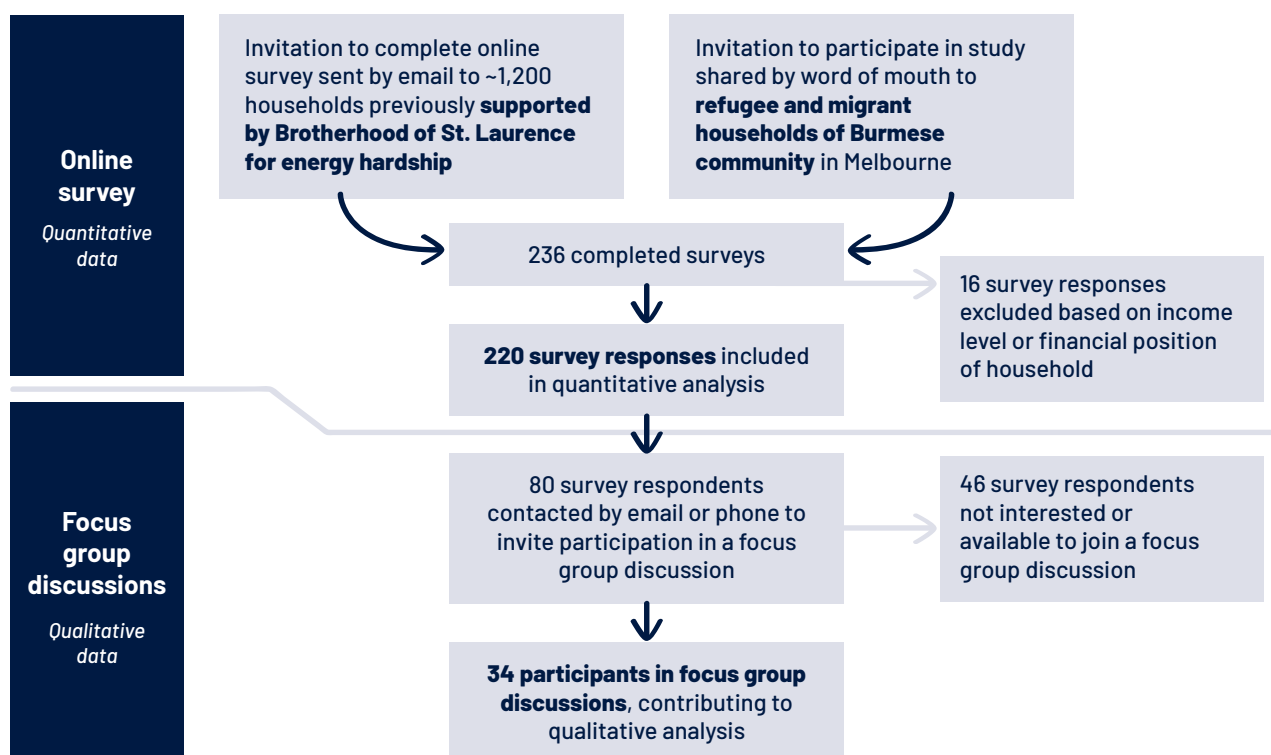 Online
survey
Quantitative
data
Invitation to complete online
survey sent by email to ~1,200
households previously supported
by Brotherhood of St. Laurence
for energy hardship
Invitation to participate in study
shared by word of mouth to
refugee and migrant
households of Burmese
community in Melbourne
236 completed surveys
16 survey responses
excluded based on income
level or financial position
of household
220 survey responses included
in quantitative analysis
Focus
group
discussions
Qualitative
data
80 survey respondents
contacted by email or phone to
invite participation in a focus
group discussion
46 survey respondents
not interested or
available to join a focus
group discussion
34 participants in focus group
discussions, contributing to
qualitative analysis